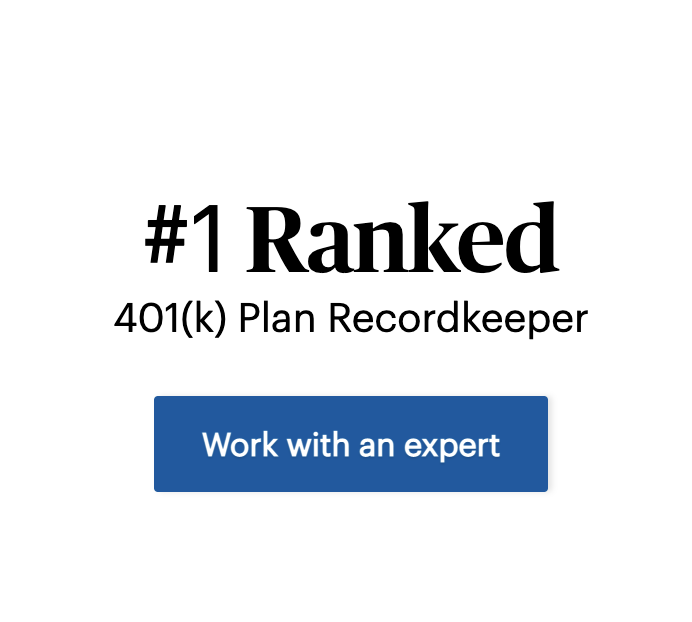 #1 Ranked
401(k) Plan Recordkeeper
Work with an expert